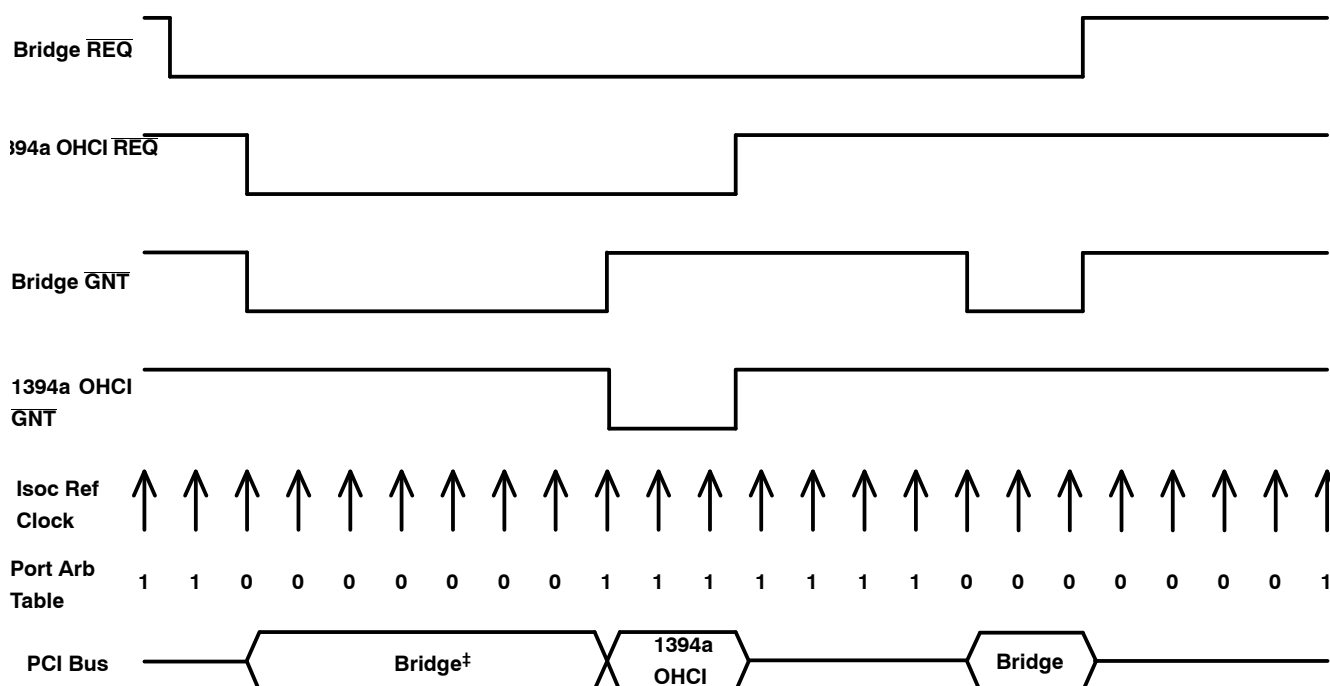 Bridge REQ
394a OHCI REQ
Bridge GNT
1394a OHCI
GNT
Isoc Ref
Clock
Port Arb
Table
1 1 0 0 0 0 0 0 0 1 1 1 1 1 1 1 0 0 0 0 0 0 0 1
PCI Bus
Bridge‡
1394a
OHCI
Bridge